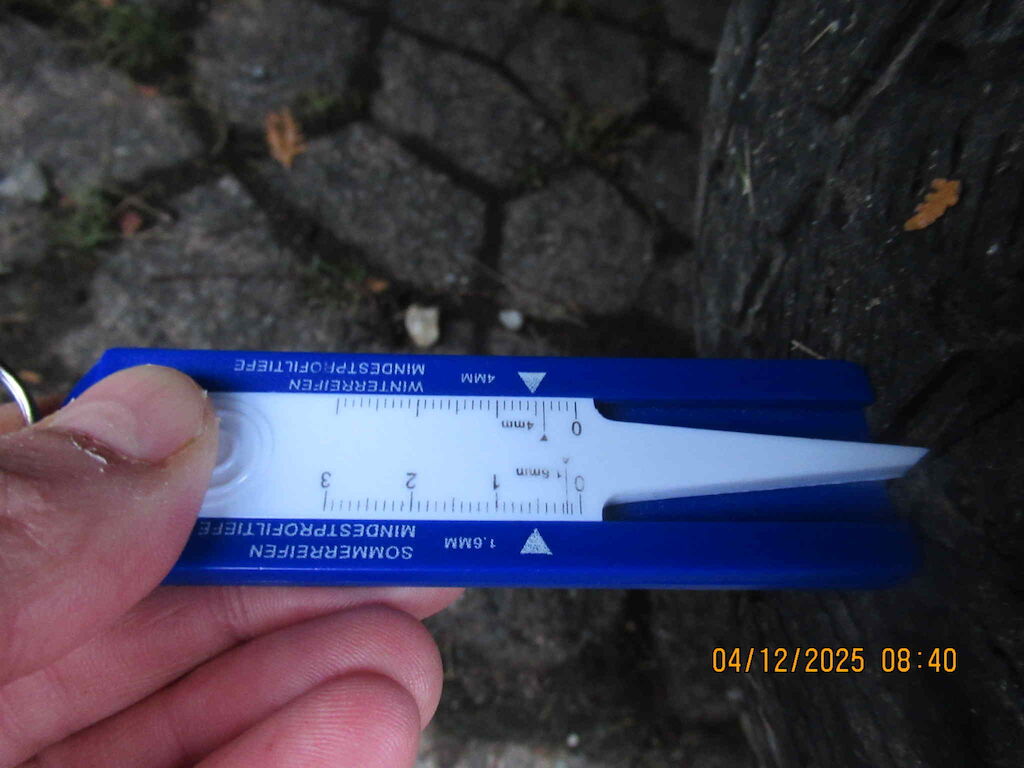 SOMMERREIFEN
MINDESTPROFILTIEFE
1.6MM
0 1 2 3
1.6mm
4mm
0
4MM
WINTERREIFEN
MINDESTPROFILTIEFE
04/12/2025 08:40